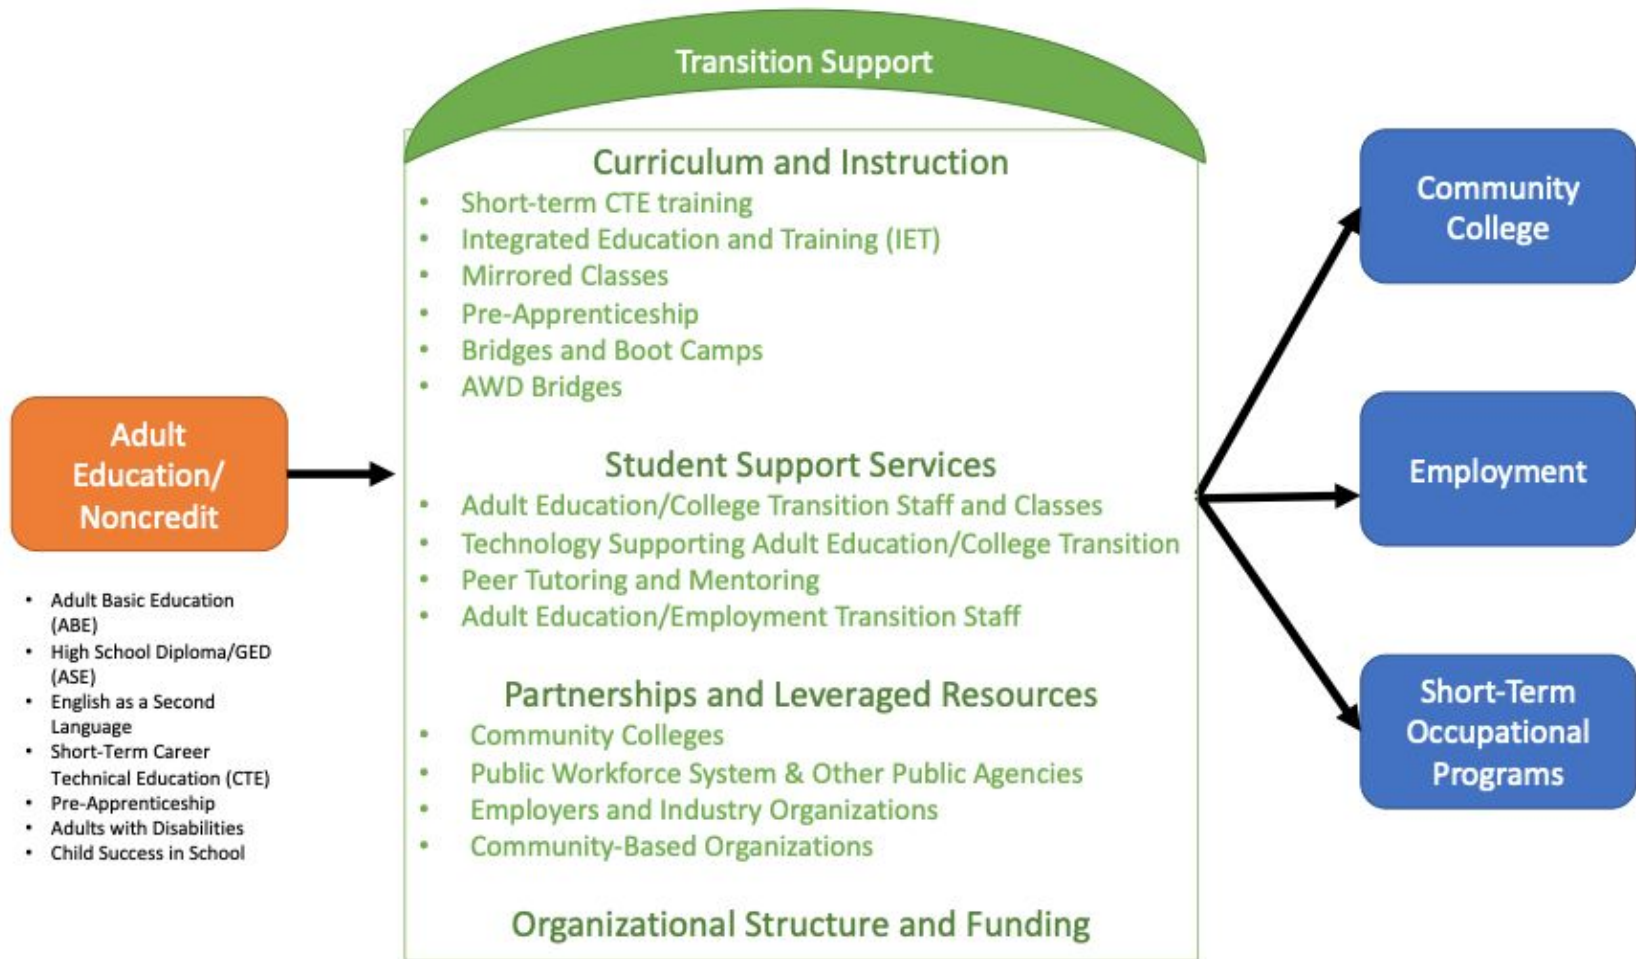 Transition Support
Curriculum and Instruction
• Short-term CTE training
• Integrated Education and Training (IET)
• Mirrored Classes
• Pre-Apprenticeship
• Bridges and Boot Camps
• AWD Bridges
Student Support Services
• Adult Education/College Transition Staff and Classes
• Technology Supporting Adult Education/College Transition
• Peer Tutoring and Mentoring
• Adult Education/Employment Transition Staff
Partnerships and Leveraged Resources
• Community Colleges
• Public Workforce System & Other Public Agencies
• Employers and Industry Organizations
• Community-Based Organizations
Organizational Structure and Funding
Adult
Education/
Noncredit
• Adult Basic Education
(ABE)
• High School Diploma/GED
(ASE)
• English as a Second
Language
• Short-Term Career
Technical Education (CTE)
• Pre-Apprenticeship
• Adults with Disabilities
• Child Success in School
Community
College
Employment
Short-Term
Occupational
Programs